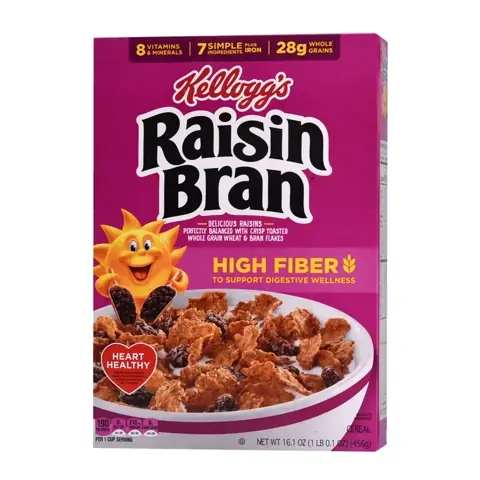 8 VITAMINS & MINERALS
7 SIMPLE INGREDIENTS PLUS IRON
28g WHOLE GRAINS
Kellogg's
Raisin
Bran
DELICIOUS RAISINS
PERFECTLY BALANCED WITH CRISP TOASTED
WHOLE GRAIN WHEAT & BRAN FLAKES
HIGH FIBER
TO SUPPORT DIGESTIVE WELLNESS
HEART
HEALTHY
190
PER 1 CUP SERVING
CEREAL
NET WT 16.1 OZ (1 LB 0.1 OZ) (456g)